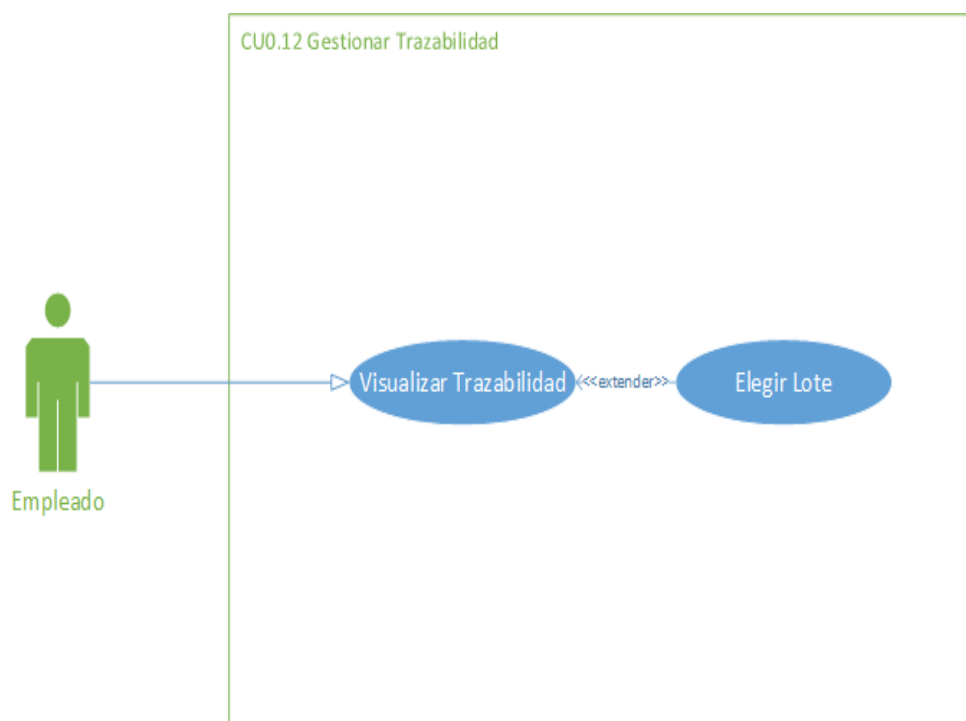 CU0.12 Gestionar Trazabilidad
Visualizar Trazabilidad
<<extender>>
Elegir Lote
Empleado